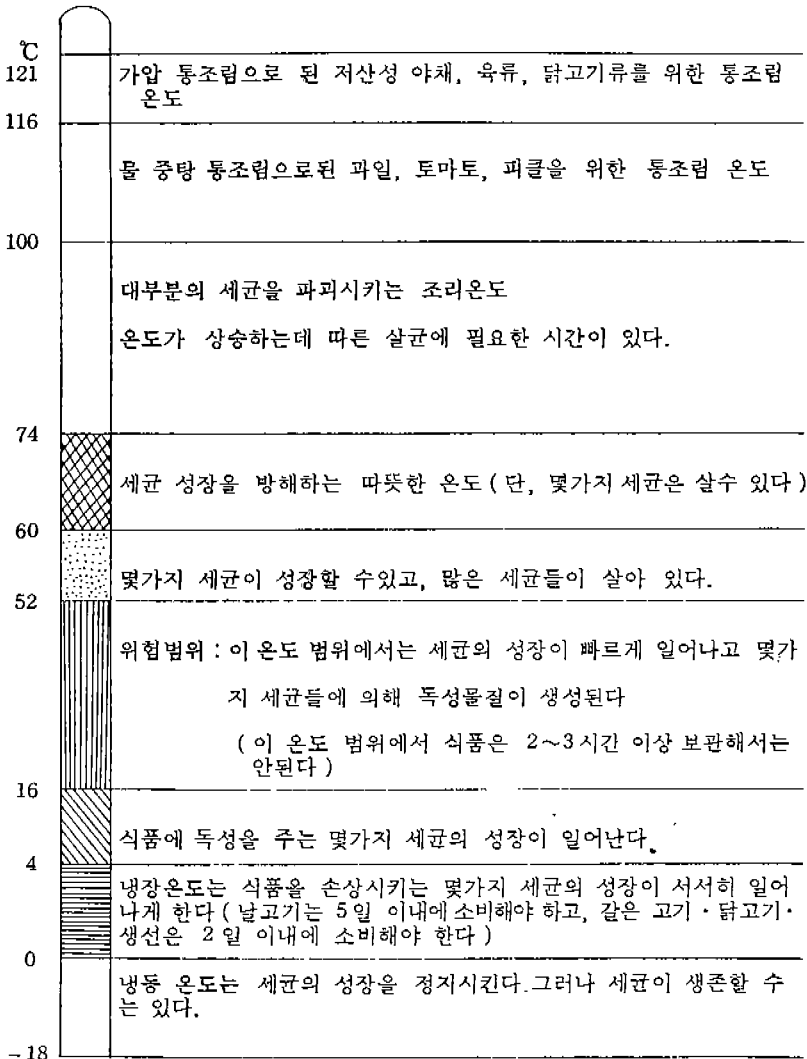 ℃
121
가압 통조림으로 된 저산성 야채, 육류, 닭고기류를 위한 통조림
온도
116
물 중탕 통조림으로된 과일, 토마토, 피클을 위한 통조림 온도
100
대부분의 세균을 파괴시키는 조리온도
온도가 상승하는데 따른 살균에 필요한 시간이 있다.
74
세균 성장을 방해하는 따뜻한 온도 (단, 몇가지 세균은 살수 있다)
60
몇가지 세균이 성장할 수있고, 많은 세균들이 살아 있다.
52
위험범위 : 이 온도 범위에서는 세균의 성장이 빠르게 일어나고 몇가
지 세균들에 의해 독성물질이 생성된다
(이 온도 범위에서 식품은 2~3시간 이상 보관해서는
안된다)
16
식품에 독성을 주는 몇가지 세균의 성장이 일어난다.
4
냉장온도는 식품을 손상시키는 몇가지 세균의 성장이 서서히 일어
나게 한다 (날고기는 5일 이내에 소비해야 하고, 갈은 고기·닭고기·
생선은 2일 이내에 소비해야 한다)
0
냉동 온도는 세균의 성장을 정지시킨다. 그러나 세균이 생존할 수
는 있다.
-18